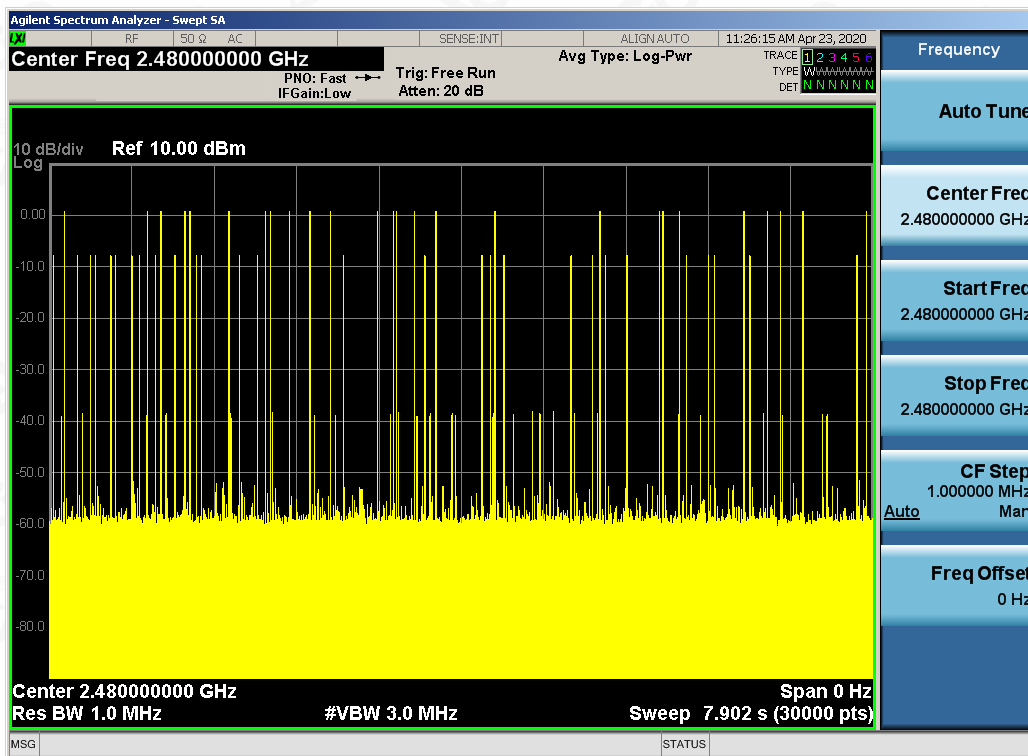 Agilent Spectrum Analyzer - Swept SA
LXI RF 50 Ω AC SENSE:INT ALIGN AUTO 11:26:15 AM Apr 23, 2020
Center Freq 2.480000000 GHz
PNO: Fast
IFGain:Low
Trig: Free Run
Atten: 20 dB
Avg Type: Log-Pwr
TRACE 1 2 3 4 5 6
TYPE WWWWWW
DET N N N N N N
10 dB/div
Log
Ref 10.00 dBm
0.00
-10.0
-20.0
-30.0
-40.0
-50.0
-60.0
-70.0
-80.0
Center 2.480000000 GHz
Span 0 Hz
Res BW 1.0 MHz
#VBW 3.0 MHz
Sweep 7.902 s (30000 pts)
MSG
STATUS
Frequency
Auto Tune
Center Freq
2.480000000 GHz
Start Freq
2.480000000 GHz
Stop Freq
2.480000000 GHz
CF Step
1.000000 MHz
Auto Man
Freq Offset
0 Hz